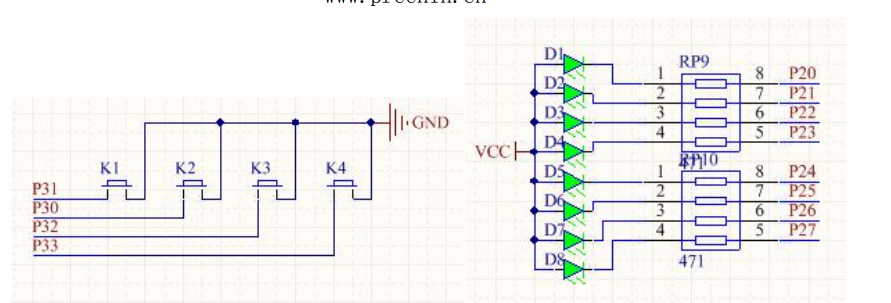 www.prechin.cn
K1 K2 K3 K4
GND
P31
P30
P32
P33
VCC
D1
D2
D3
D4
D5
D6
D7
D8
RP9
1 8 P20
2 7 P21
3 6 P22
4 5 P23
471
RP10
1 8 P24
2 7 P25
3 6 P26
4 5 P27
471